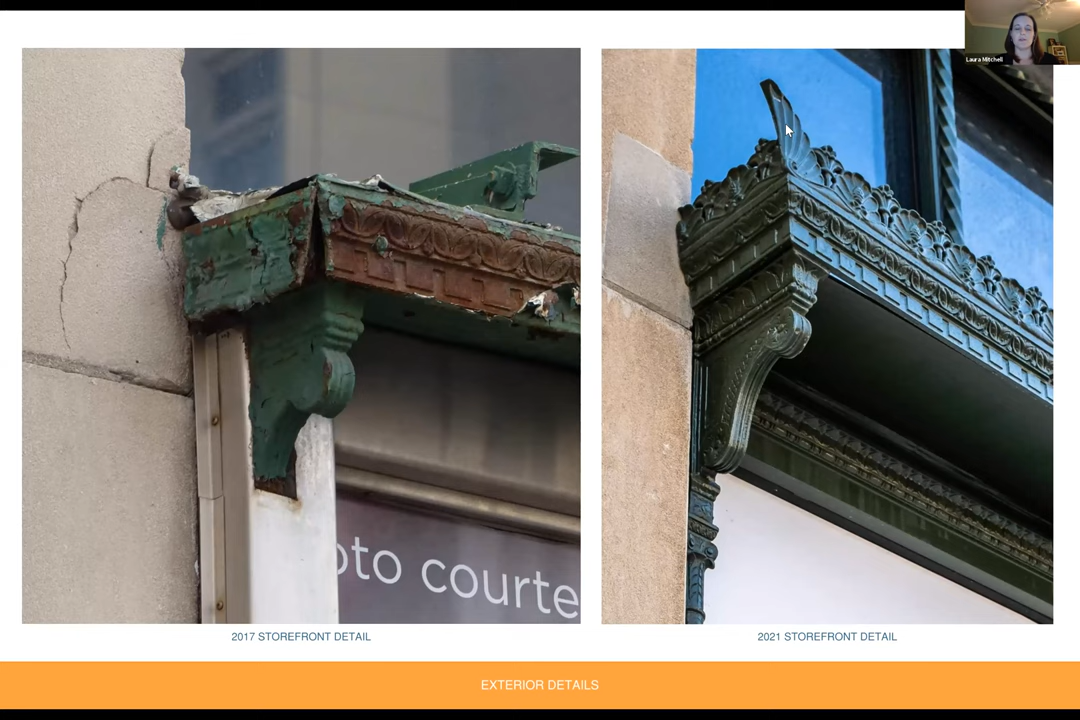 Laura Mitchell
oto courte
2017 STOREFRONT DETAIL
2021 STOREFRONT DETAIL
EXTERIOR DETAILS